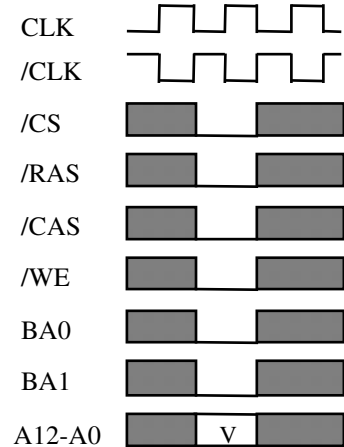 CLK
/CLK
/CS
/RAS
/CAS
/WE
BA0
BA1
A12-A0 V